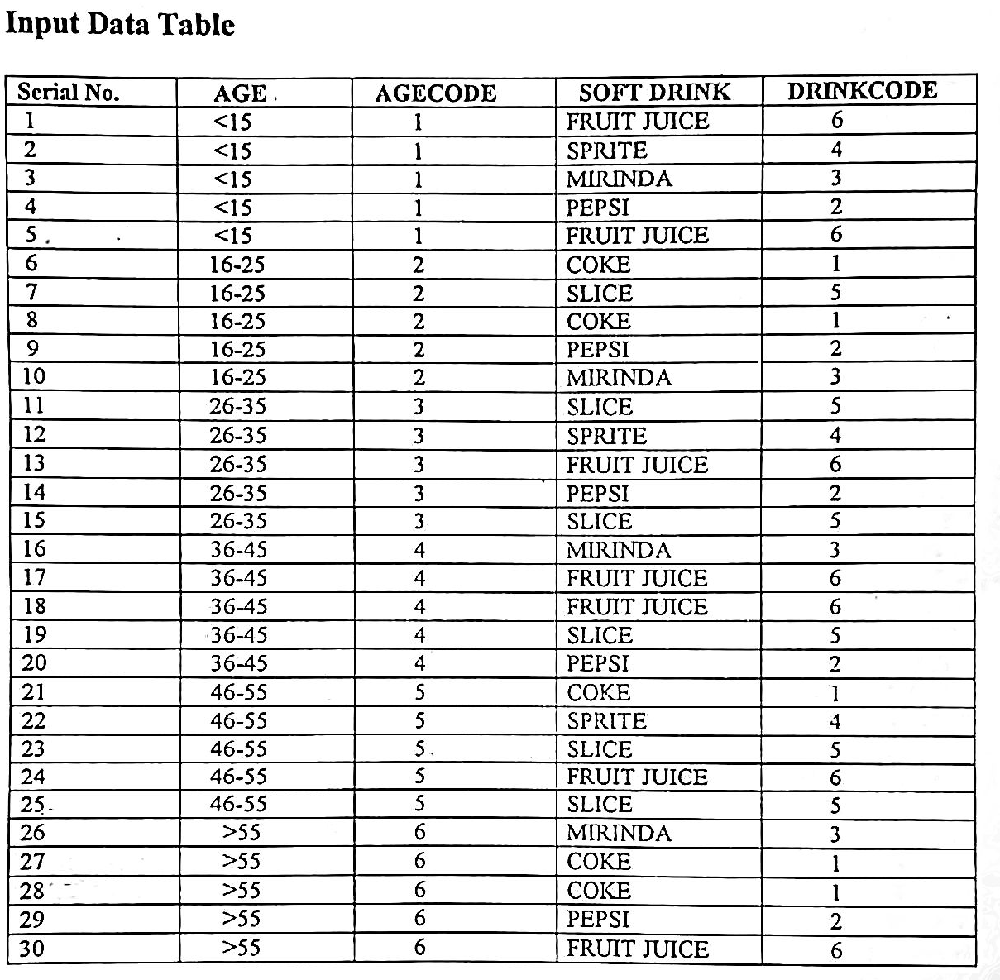 Input Data Table
Serial No. AGE AGECODE SOFT DRINK DRINKCODE
1 <15 1 FRUIT JUICE 6
2 <15 1 SPRITE 4
3 <15 1 MIRINDA 3
4 <15 1 PEPSI 2
5 <15 1 FRUIT JUICE 6
6 16-25 2 COKE 1
7 16-25 2 SLICE 5
8 16-25 2 COKE 1
9 16-25 2 PEPSI 2
10 16-25 2 MIRINDA 3
11 26-35 3 SLICE 5
12 26-35 3 SPRITE 4
13 26-35 3 FRUIT JUICE 6
14 26-35 3 PEPSI 2
15 26-35 3 SLICE 5
16 36-45 4 MIRINDA 3
17 36-45 4 FRUIT JUICE 6
18 36-45 4 FRUIT JUICE 6
19 36-45 4 SLICE 5
20 36-45 4 PEPSI 2
21 46-55 5 COKE 1
22 46-55 5 SPRITE 4
23 46-55 5 SLICE 5
24 46-55 5 FRUIT JUICE 6
25 46-55 5 SLICE 5
26 >55 6 MIRINDA 3
27 >55 6 COKE 1
28 >55 6 COKE 1
29 >55 6 PEPSI 2
30 >55 6 FRUIT JUICE 6